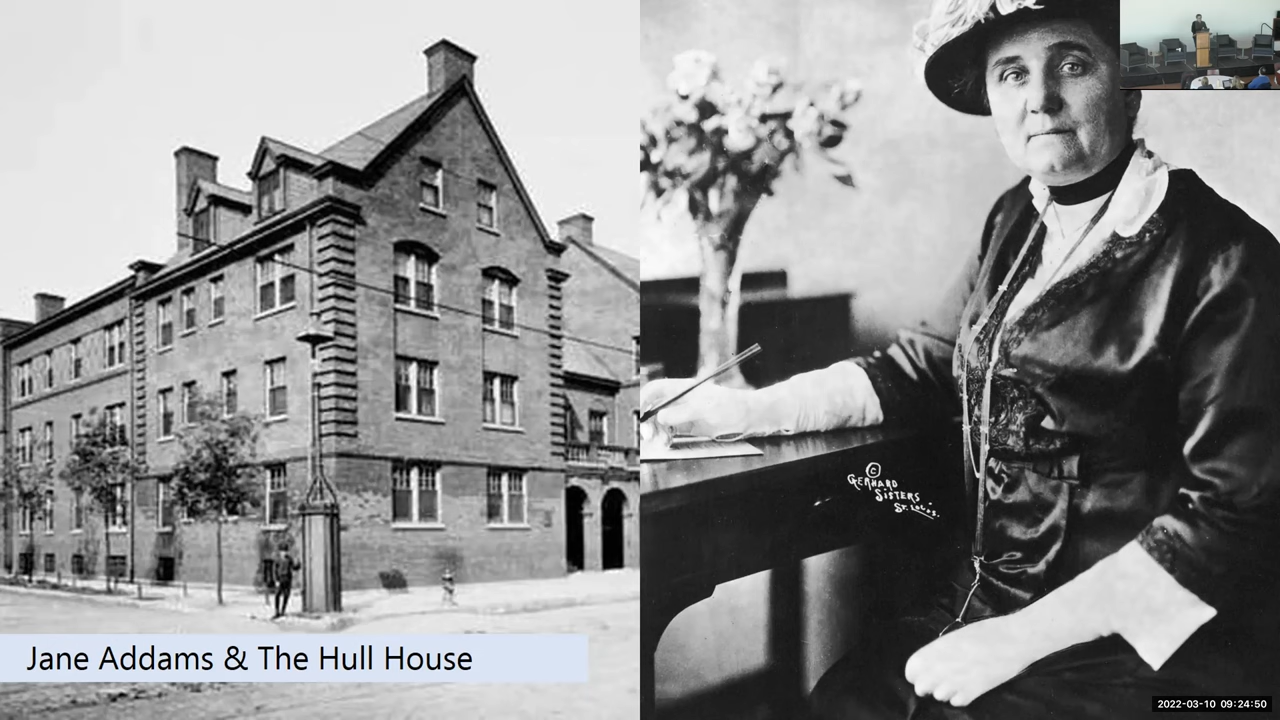 © 
GERHARD
SISTERS
ST. LOUIS.
Jane Addams & The Hull House
2022-03-10 09:24:50